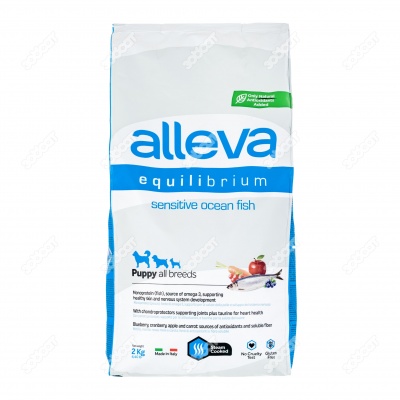 Only Natural
Antioxidants
Added
alleva
equilibrium
sensitive ocean fish
Puppy all breeds
Monoprotein (fish), source of omega 3, supporting
healthy skin and nervous system development
With chondroprotectors supporting joints plus taurine for heart health
Blueberry, cranberry, apple and carrot: sources of antioxidants and soluble fiber
2 Kg
Made in Italy
Steam
Cooked
No Cruelty
Test
Gluten
Free